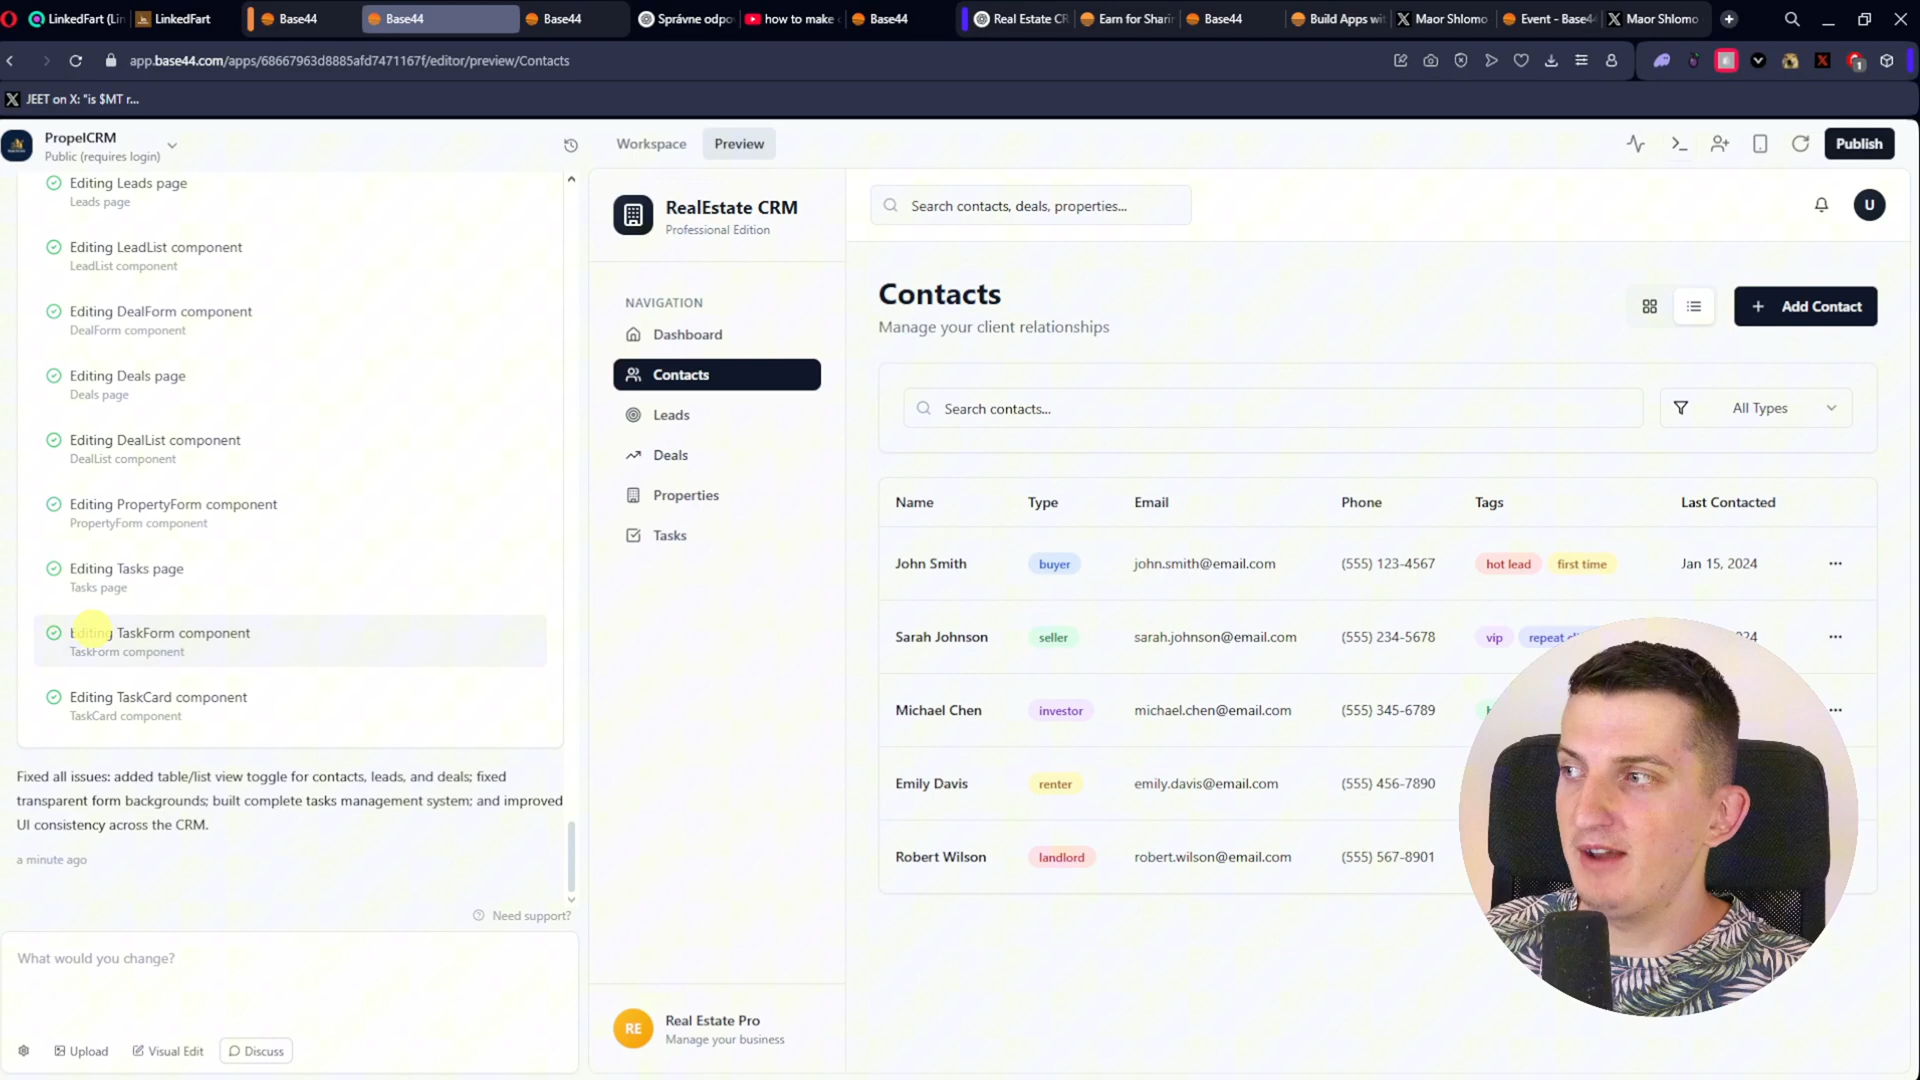 LinkedFart (Lin
LinkedFart
Base44
Base44
Base44
Správne odpo
how to make
Base44
Real Estate CR
Earn for Sharin
Base44
Build Apps wit
Maor Shlomo
Event - Base44
Maor Shlomo
app.base44.com/apps/68667963d8885afd7471167f/editor/preview/Contacts
1
JEET on X: "is $MT r...
PropelCRM
Public (requires login)
Workspace
Preview
Publish
Editing Leads page
Leads page
Editing LeadList component
LeadList component
Editing DealForm component
DealForm component
Editing Deals page
Deals page
Editing DealList component
DealList component
Editing PropertyForm component
PropertyForm component
Editing Tasks page
Tasks page
Editing TaskForm component
TaskForm component
Editing TaskCard component
TaskCard component
Fixed all issues: added table/list view toggle for contacts, leads, and deals; fixed
transparent form backgrounds; built complete tasks management system; and improved
UI consistency across the CRM.
a minute ago
Need support?
What would you change?
Upload
Visual Edit
Discuss
RealEstate CRM
Professional Edition
NAVIGATION
Dashboard
Contacts
Leads
Deals
Properties
Tasks
RE
Real Estate Pro
Manage your business
Search contacts, deals, properties...
U
Contacts
Manage your client relationships
Add Contact
Search contacts...
All Types
Name Type Email Phone Tags Last Contacted
John Smith buyer john.smith@email.com (555) 123-4567 hot lead first time Jan 15, 2024
Sarah Johnson seller sarah.johnson@email.com (555) 234-5678 vip repeat 24
Michael Chen investor michael.chen@email.com (555) 345-6789
Emily Davis renter emily.davis@email.com (555) 456-7890
Robert Wilson landlord robert.wilson@email.com (555) 567-8901